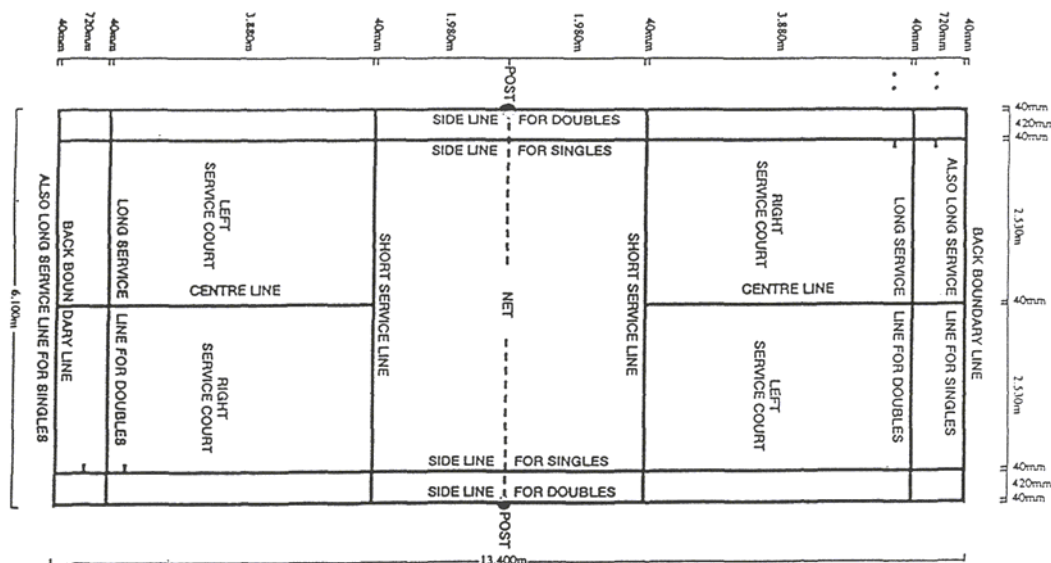 40mm
720mm
40mm
3.880m
40mm
1.980m
1.980m
40mm
3.880m
40mm
720mm
40mm
POST
* *
* *
SIDE LINE FOR DOUBLES
SIDE LINE FOR SINGLES
40mm
420mm
40mm
2.530m
40mm
2.530m
40mm
420mm
40mm
LEFT
SERVICE COURT
RIGHT
SERVICE COURT
CENTRE LINE
CENTRE LINE
NET
RIGHT
SERVICE COURT
LEFT
SERVICE COURT
6.100m
ALSO LONG SERVICE LINE FOR SINGLES
BACK BOUNDARY LINE
LONG SERVICE LINE FOR DOUBLES
SHORT SERVICE LINE
SHORT SERVICE LINE
LONG SERVICE LINE FOR DOUBLES
ALSO LONG SERVICE LINE FOR SINGLES
BACK BOUNDARY LINE
SIDE LINE FOR SINGLES
SIDE LINE FOR DOUBLES
POST
13.400m